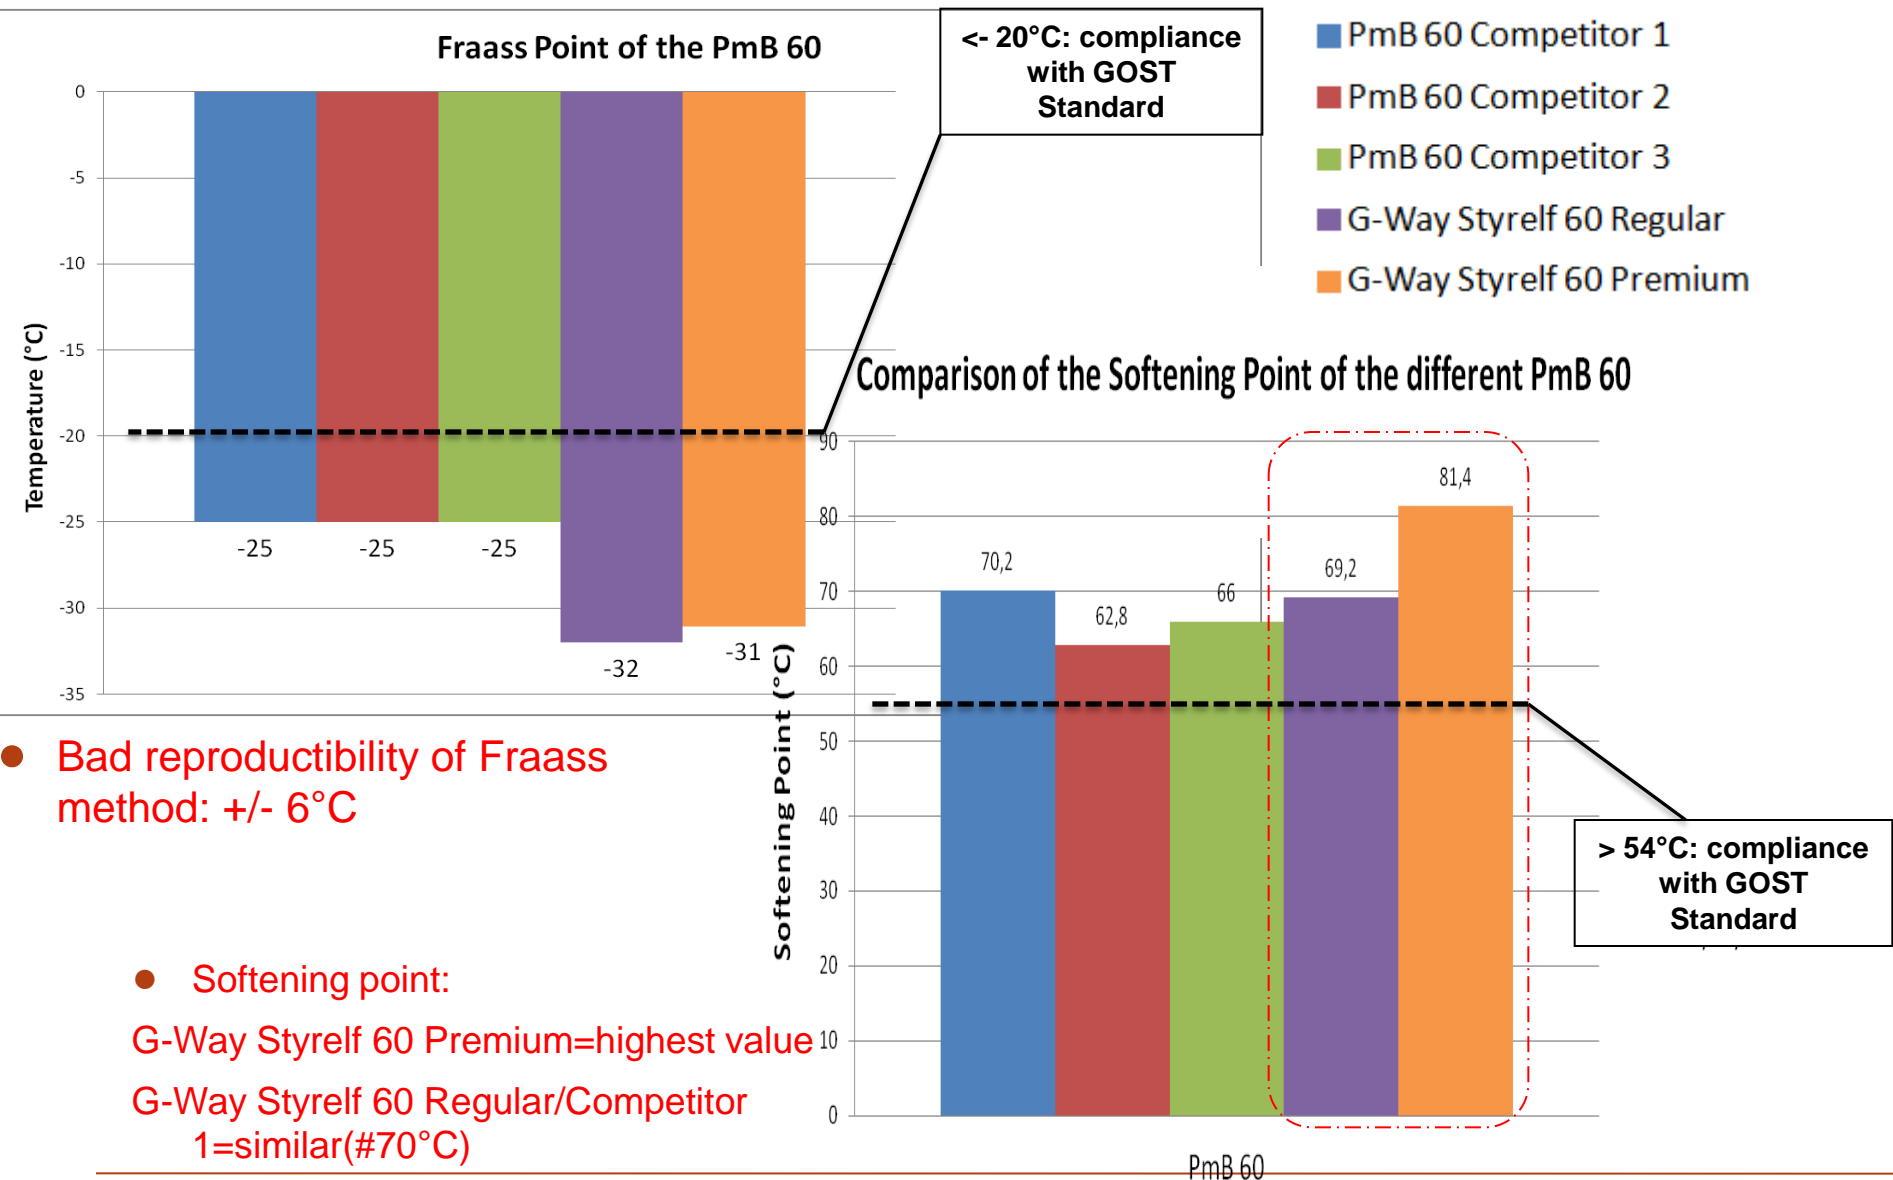 Fraass Point of the PmB 60
<- 20°C: compliance
with GOST
Standard
PmB 60 Competitor 1
PmB 60 Competitor 2
PmB 60 Competitor 3
G-Way Styrelf 60 Regular
G-Way Styrelf 60 Premium
Temperature (°C)
0
-5
-10
-15
-20
-25
-30
-35
-25
-25
-25
-32
-31
Comparison of the Softening Point of the different PmB 60
Softening Point (°C)
90
80
70
60
50
40
30
20
10
0
70,2
62,8
66
69,2
81,4
PmB 60
> 54°C: compliance
with GOST
Standard
Bad reproductibility of Fraass
method: +/- 6°C
Softening point:
G-Way Styrelf 60 Premium=highest value
G-Way Styrelf 60 Regular/Competitor
1=similar(#70°C)